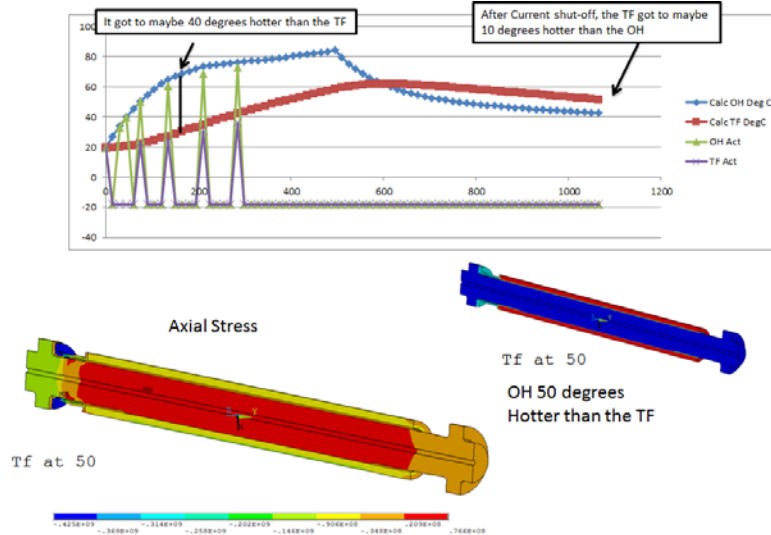 It got to maybe 40 degrees hotter than the TF
After Current shut-off, the TF got to maybe
10 degrees hotter than the OH
100
80
60
40
20
0
-20
-40
0
200
400
600
800
1000
1200
Calc OH Deg C
Calc TF DegC
OH Act
TF Act
Axial Stress
Tf at 50
OH 50 degrees
Hotter than the TF
Tf at 50
-.425E+09
-.369E+09
-.314E+09
-.258E+09
-.202E+09
-.146E+09
-.906E+08
-.348E+08
.209E+08
.766E+08